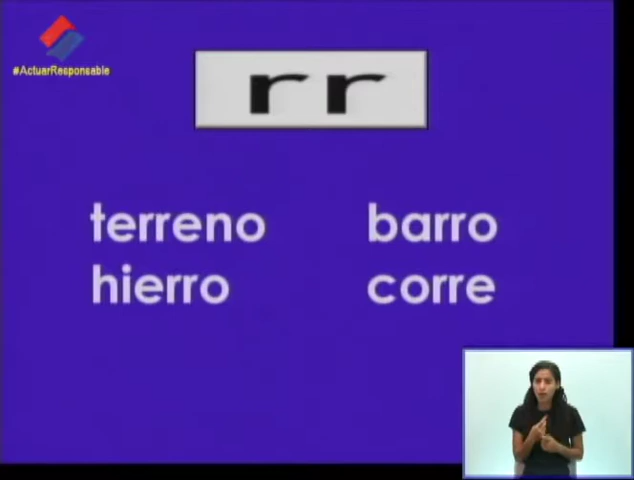 #ActuarResponsable
rr
terreno barro
hierro corre